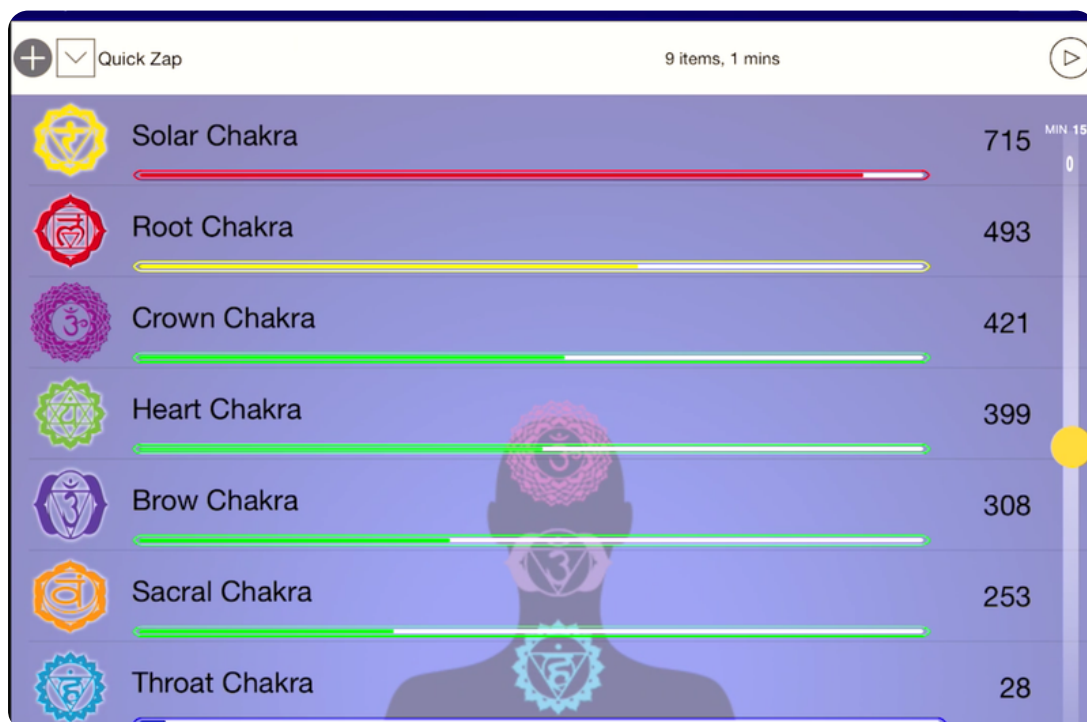 Quick Zap
9 items, 1 mins
MIN 15
0
Solar Chakra
715
Root Chakra
493
Crown Chakra
421
Heart Chakra
399
Brow Chakra
308
Sacral Chakra
253
Throat Chakra
28